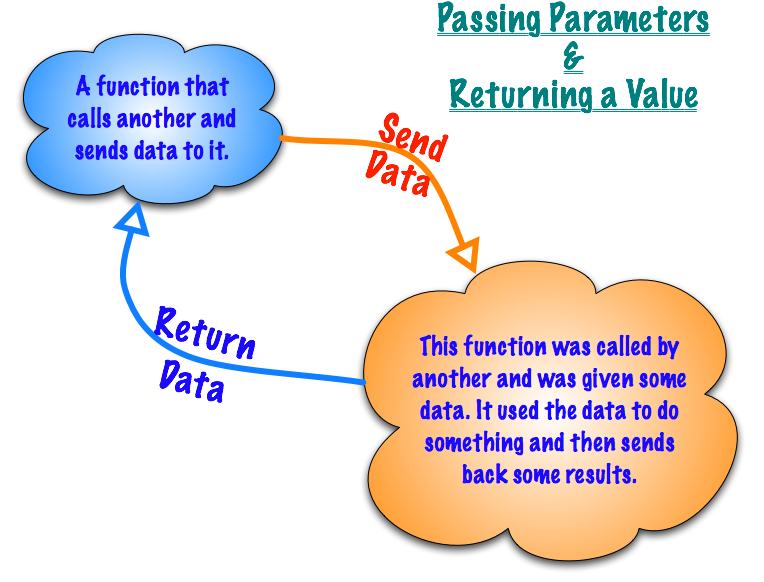 Passing Parameters
&
Returning a Value
A function that
calls another and
sends data to it.
Send
Data
Return
Data
This function was called by
another and was given some
data. It used the data to do
something and then sends
back some results.